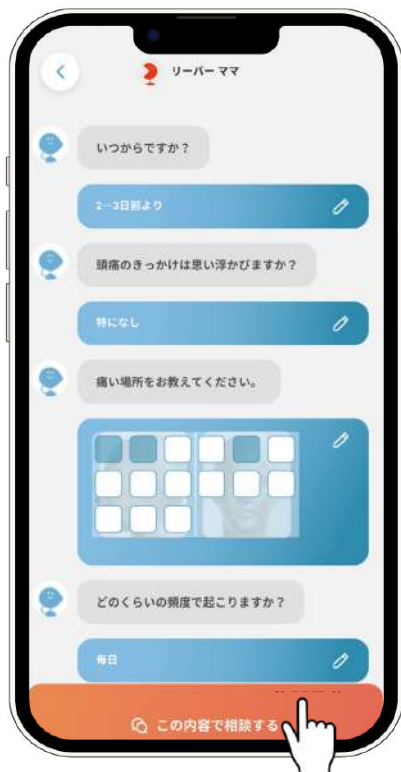 リーバー ママ
いつからですか？
2−3日前より
頭痛のきっかけは思い浮かびますか？
特になし
痛い場所をお教えてください。
どのくらいの頻度で起こりますか？
毎日
この内容で相談する